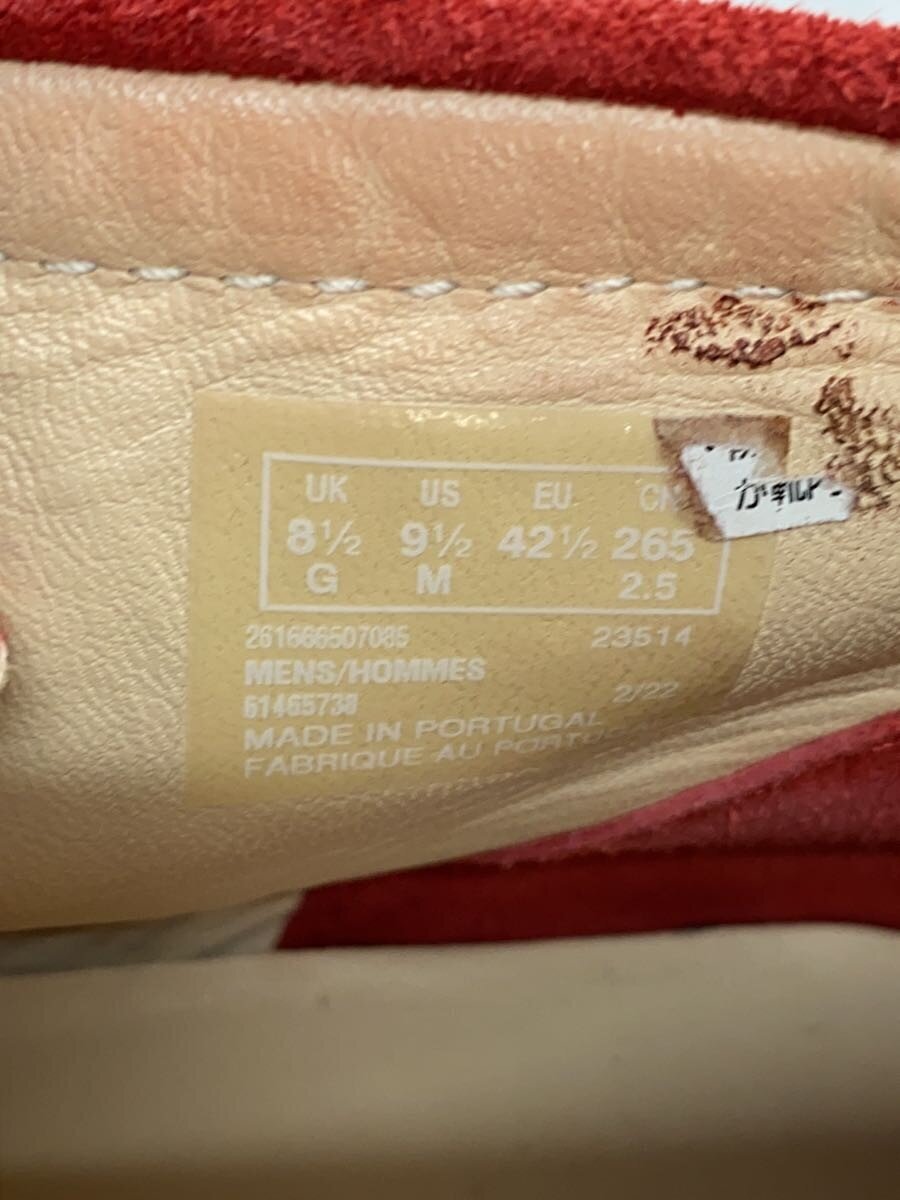 UK US EU
8½ 9½ 42½ 265
G M 2.5
261666507085 23514
MENS/HOMMES
61465738 2/22
MADE IN PORTUGAL
FABRIQUE AU PORTUGAL